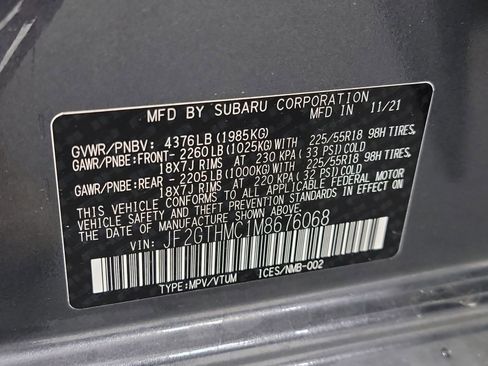 MFD BY SUBARU CORPORATION
MFD IN 11/21
GVWR/PNBV: 4376LB(1985KG)
GAWR/PNBE:FRONT-2260LB(1025KG)WITH 225/55R18 98H TIRES,
18X7J RIMS AT 230 KPA(33 PSI)COLD
GAWR/PNBE:REAR -2205LB(1000KG)WITH 225/55R18 98H TIRES,
18X7J RIMS AT 220 KPA(32 PSI)COLD
THIS VEHICLE CONFORMS TO ALL APPLICABLE FEDERAL MOTOR
VEHICLE SAFETY AND THEFT PREVENTION STANDARDS IN EFFECT ON
THE DATE OF MANUFACTURE SHOWN ABOVE.
VIN: JF2GTHMC1M8676068
TYPE:MPV/VTUM ICES/NMB-002